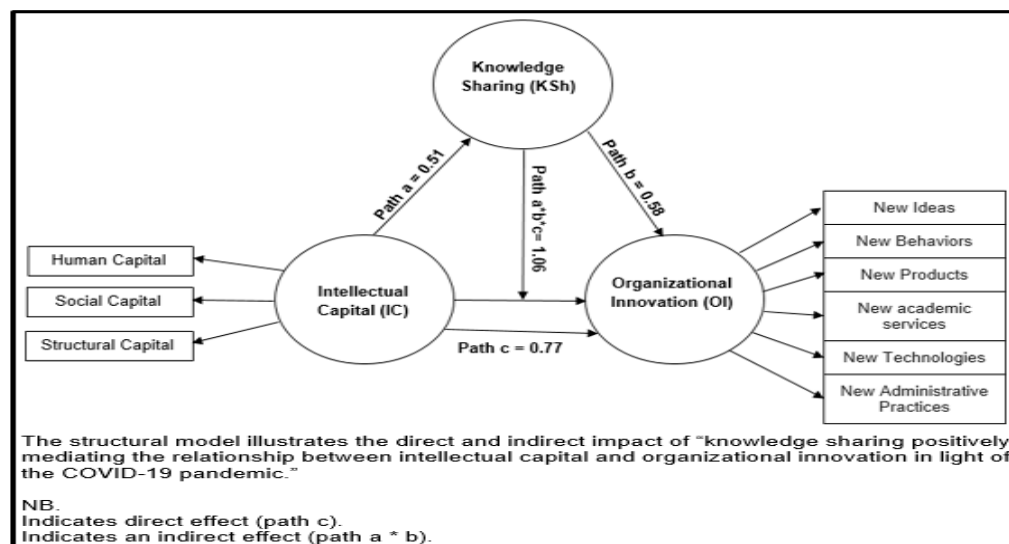 Knowledge
Sharing (KSh)
Path a = 0.51
Path a*b*c= 1.06
Path b = 0.58
Human Capital
Social Capital
Structural Capital
Intellectual
Capital (IC)
Path c = 0.77
Organizational
Innovation (OI)
New Ideas
New Behaviors
New Products
New academic
services
New Technologies
New Administrative
Practices
The structural model illustrates the direct and indirect impact of “knowledge sharing positively
mediating the relationship between intellectual capital and organizational innovation in light of
the COVID-19 pandemic.”
NB.
Indicates direct effect (path c).
Indicates an indirect effect (path a * b).